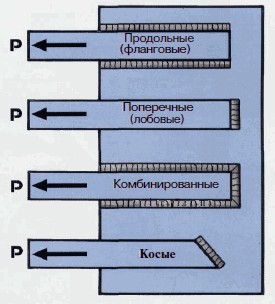 P
Продольные
(фланговые)
P
Поперечные
(лобовые)
P
Комбинированные
P
Косые